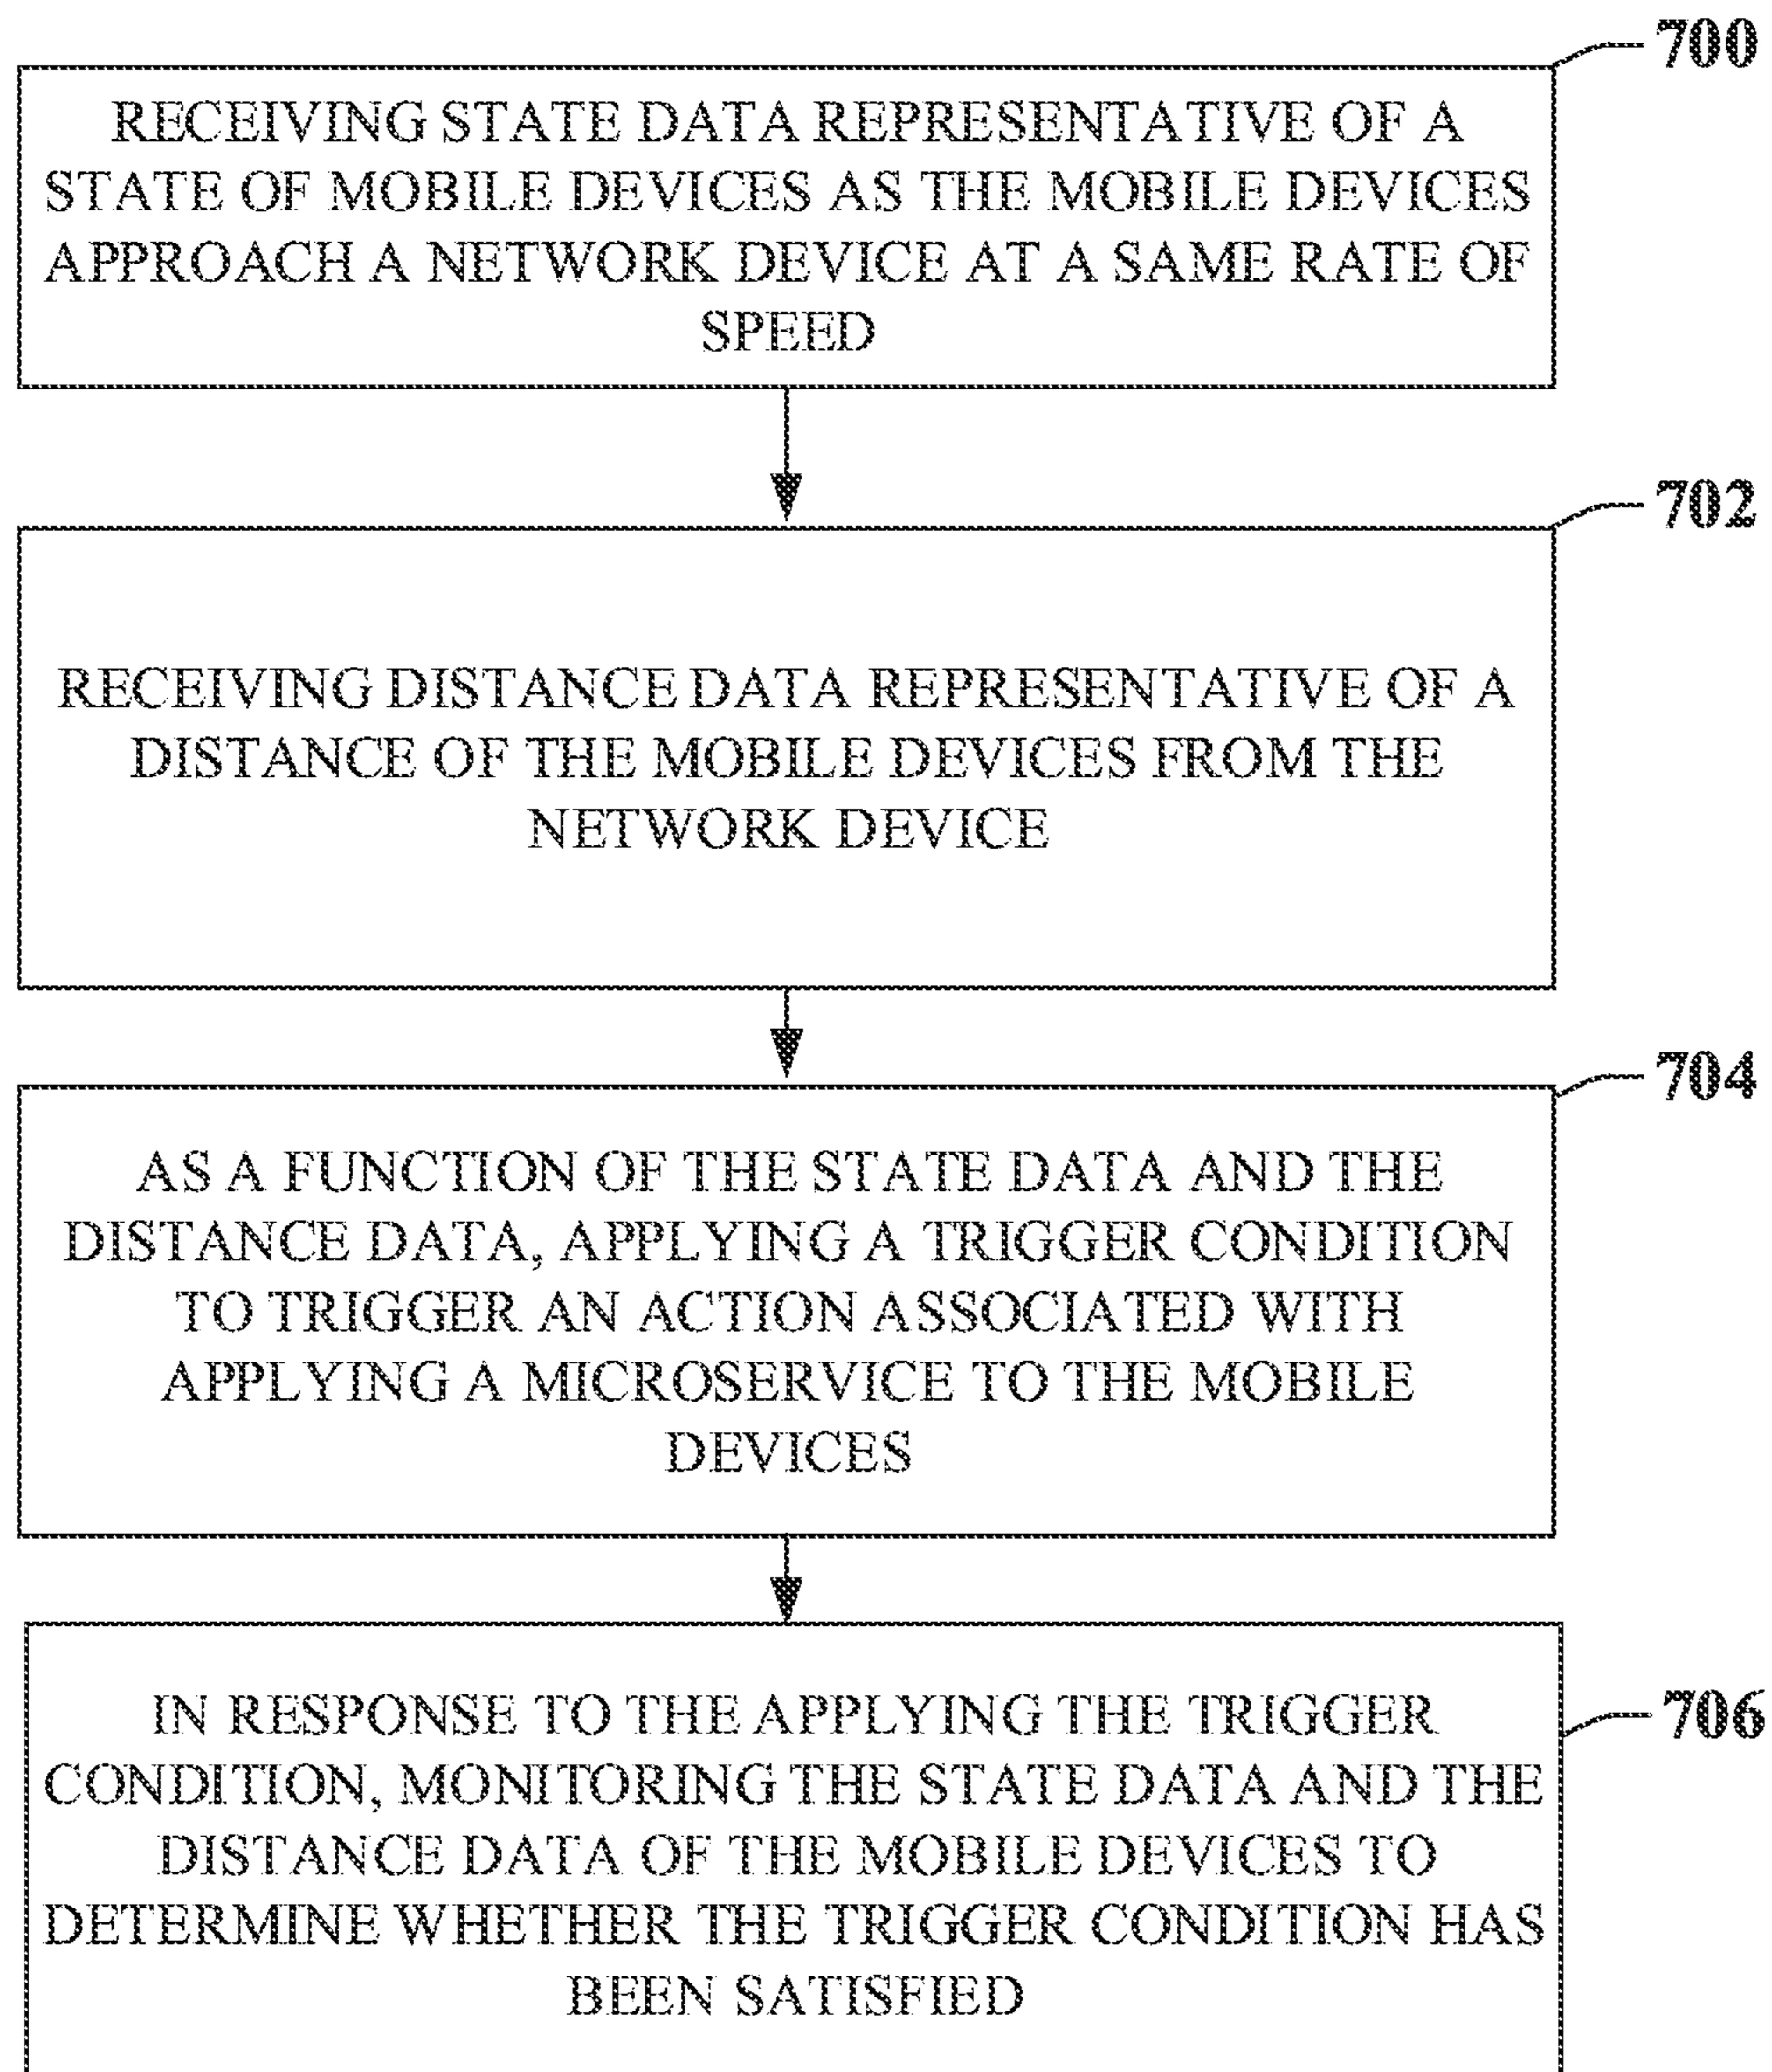 700
RECEIVING STATE DATA REPRESENTATIVE OF A
STATE OF MOBILE DEVICES AS THE MOBILE DEVICES
APPROACH A NETWORK DEVICE AT A SAME RATE OF
SPEED
702
RECEIVING DISTANCE DATA REPRESENTATIVE OF A
DISTANCE OF THE MOBILE DEVICES FROM THE
NETWORK DEVICE
704
AS A FUNCTION OF THE STATE DATA AND THE
DISTANCE DATA, APPLYING A TRIGGER CONDITION
TO TRIGGER AN ACTION ASSOCIATED WITH
APPLYING A MICROSERVICE TO THE MOBILE
DEVICES
706
IN RESPONSE TO THE APPLYING THE TRIGGER
CONDITION, MONITORING THE STATE DATA AND THE
DISTANCE DATA OF THE MOBILE DEVICES TO
DETERMINE WHETHER THE TRIGGER CONDITION HAS
BEEN SATISFIED